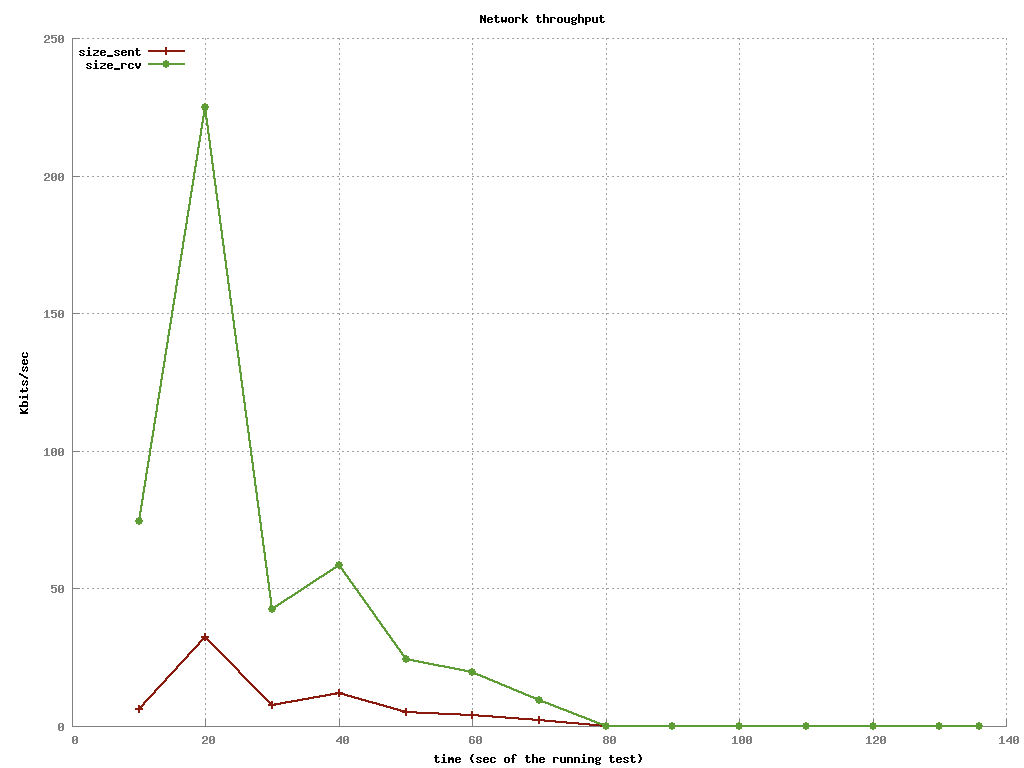 Network throughput
250
size_sent
size_rcv
200
150
Kbits/sec
100
50
0
0 20 40 60 80 100 120 140
time (sec of the running test)